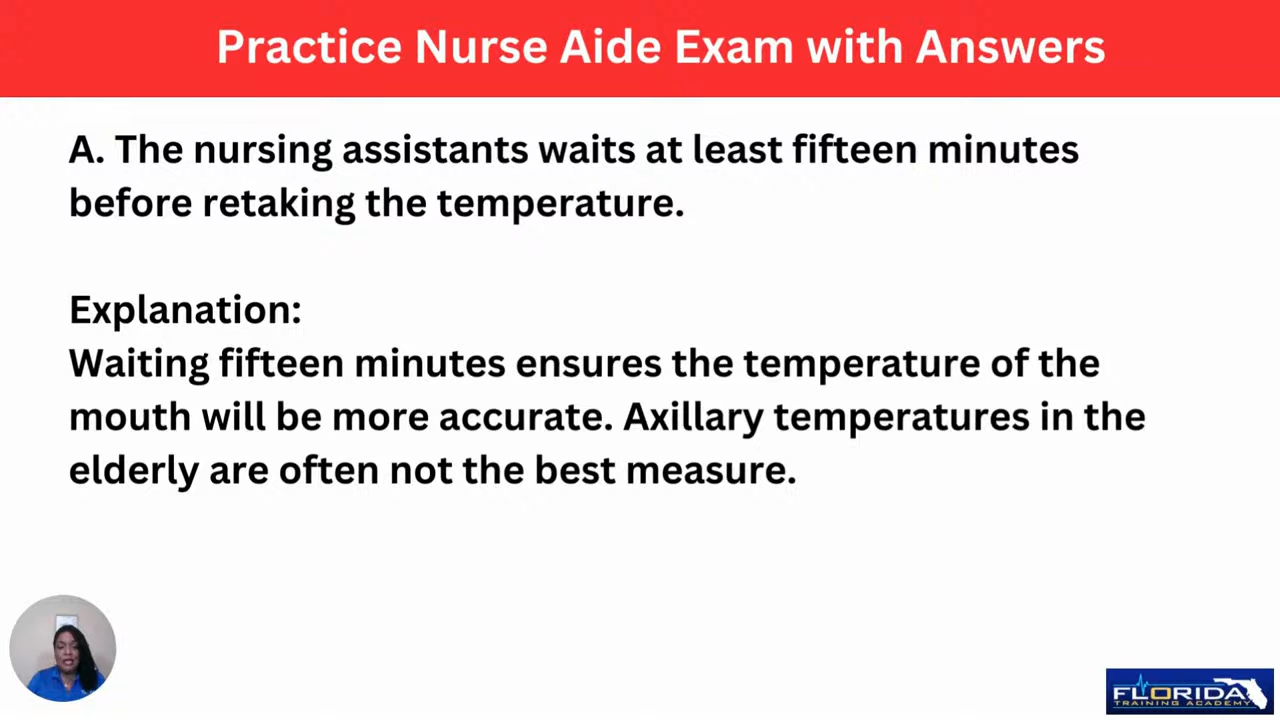 Practice Nurse Aide Exam with Answers
A. The nursing assistants waits at least fifteen minutes
before retaking the temperature.
Explanation:
Waiting fifteen minutes ensures the temperature of the
mouth will be more accurate. Axillary temperatures in the
elderly are often not the best measure.
FLORIDA
TRAINING ACADEMY